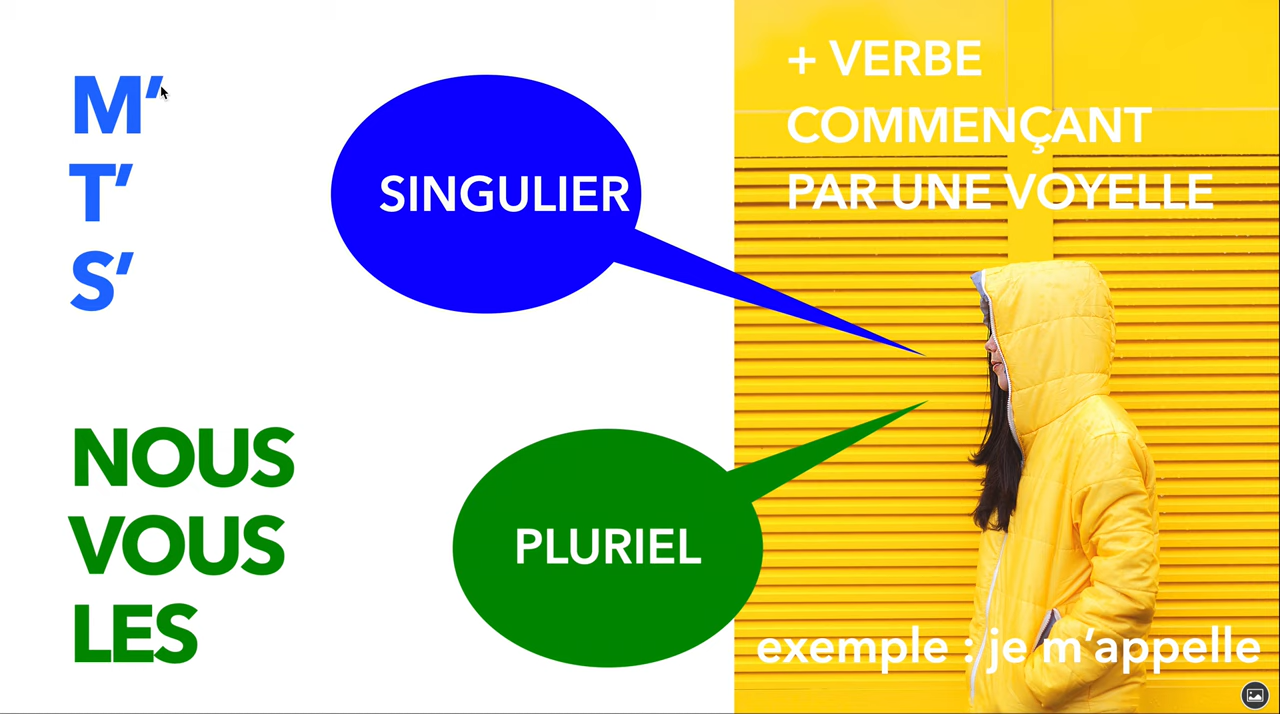 M’
T’
S’
SINGULIER
NOUS
VOUS
LES
PLURIEL
+ VERBE
COMMENÇANT
PAR UNE VOYELLE
exemple : je m’appelle